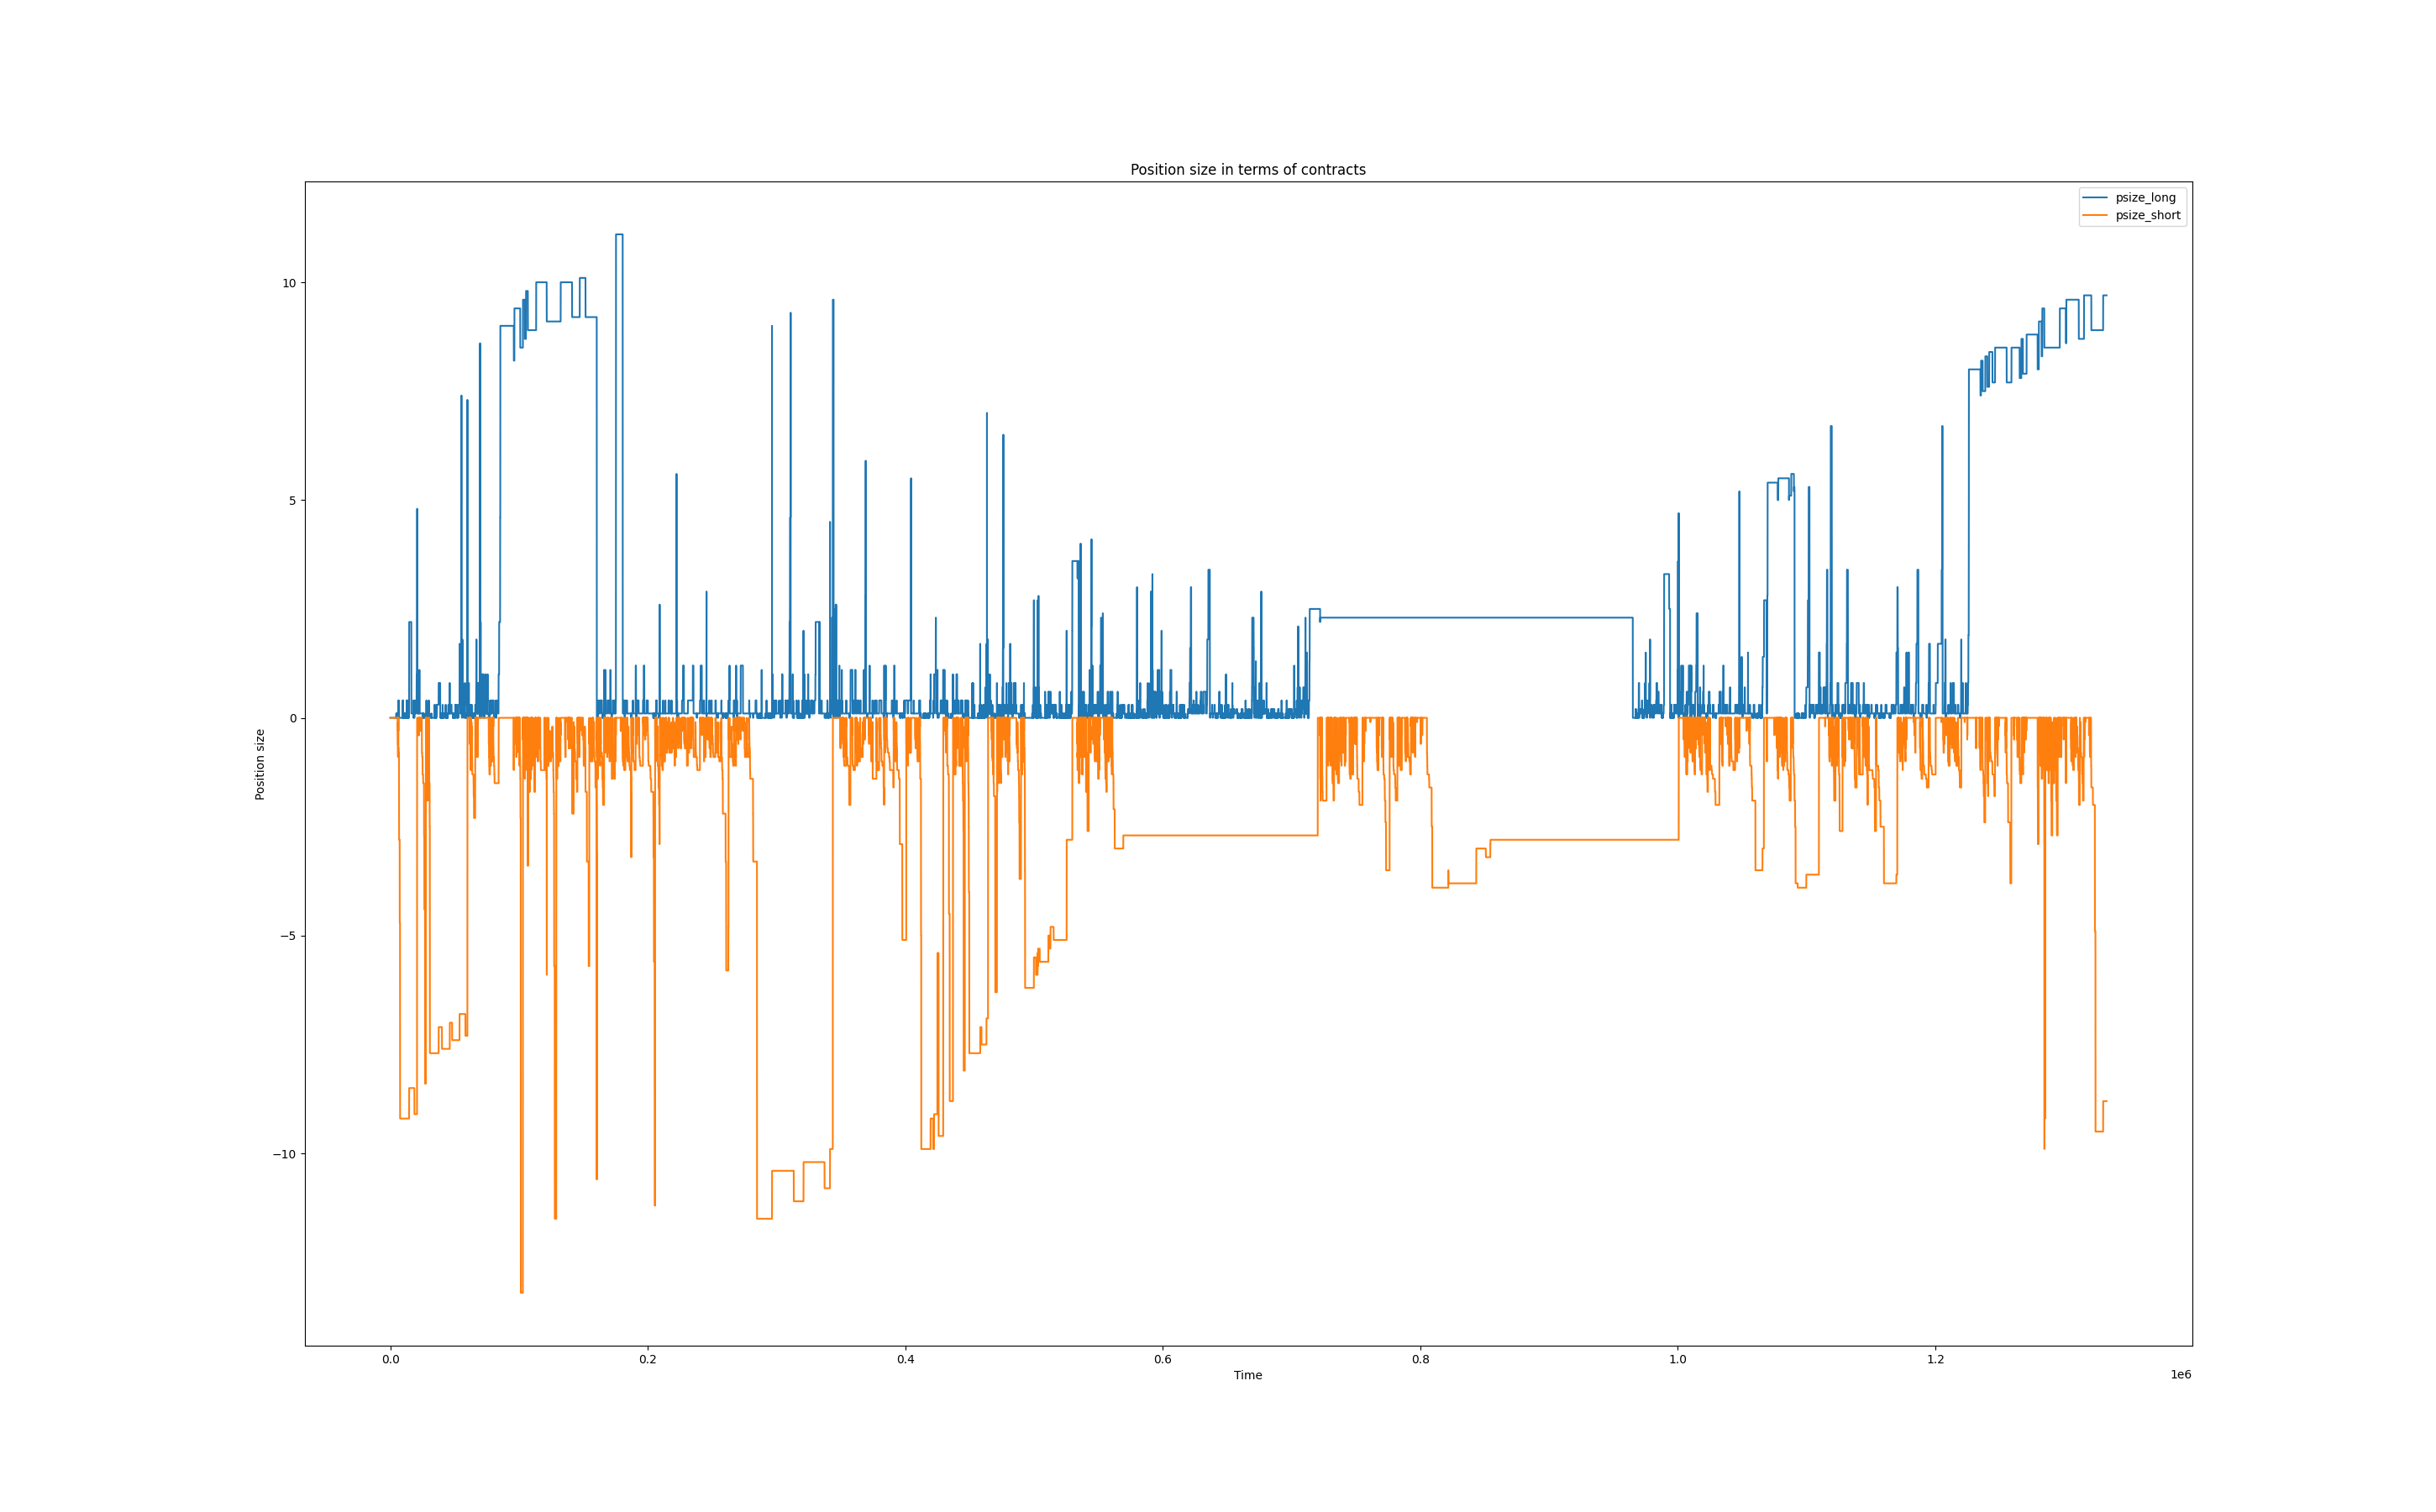 Position size in terms of contracts
psize_long
psize_short
10
5
0
−5
−10
Position size
0.0
0.2
0.4
0.6
0.8
1.0
1.2
1e6
Time